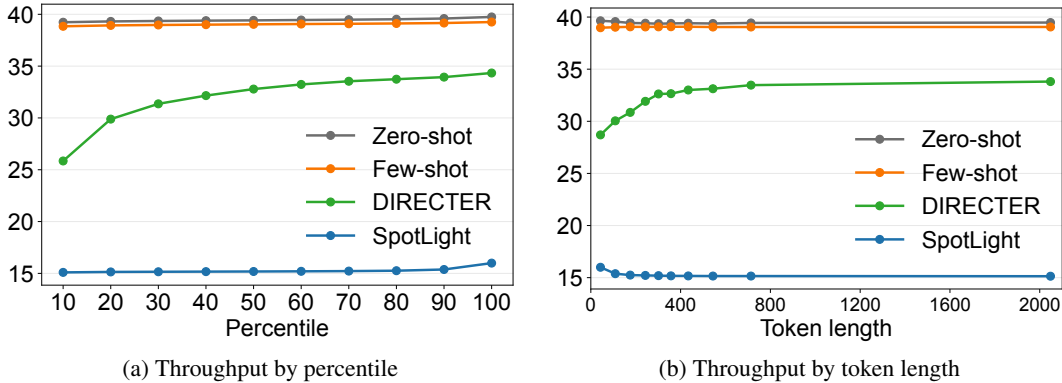 40
35
30
25
20
15
Zero-shot
Few-shot
DIRECTER
SpotLight
10 20 30 40 50 60 70 80 90 100
Percentile
(a) Throughput by percentile
40
35
30
25
20
15
Zero-shot
Few-shot
DIRECTER
SpotLight
0 400 800 1200 1600 2000
Token length
(b) Throughput by token length